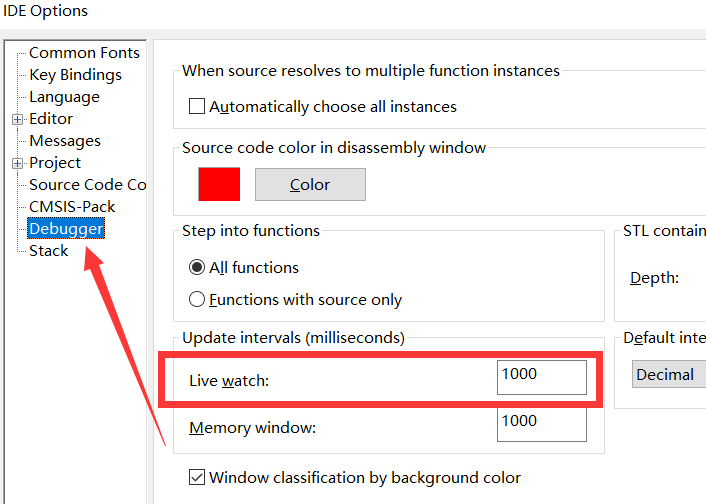 IDE Options
Common Fonts
Key Bindings
Language
Editor
Messages
Project
Source Code Co
CMSIS-Pack
Debugger
Stack
When source resolves to multiple function instances
Automatically choose all instances
Source code color in disassembly window
Color
Step into functions
All functions
Functions with source only
STL contain
Depth:
Update intervals (milliseconds)
Live watch: 1000
Memory window: 1000
Default inte
Decimal
Window classification by background color